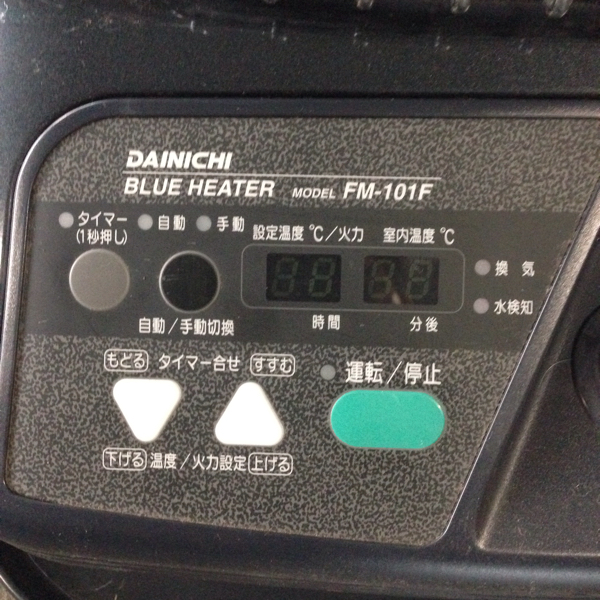 DAINICHI
BLUE HEATER MODEL FM-101F
タイマー 自動 手動 設定温度 ℃/火力 室内温度 ℃
(1秒押し)
換気
水検知
自動/手動切換 時間 分後
もどる タイマー合せ すすむ 運転/停止
下げる 温度/火力設定 上げる